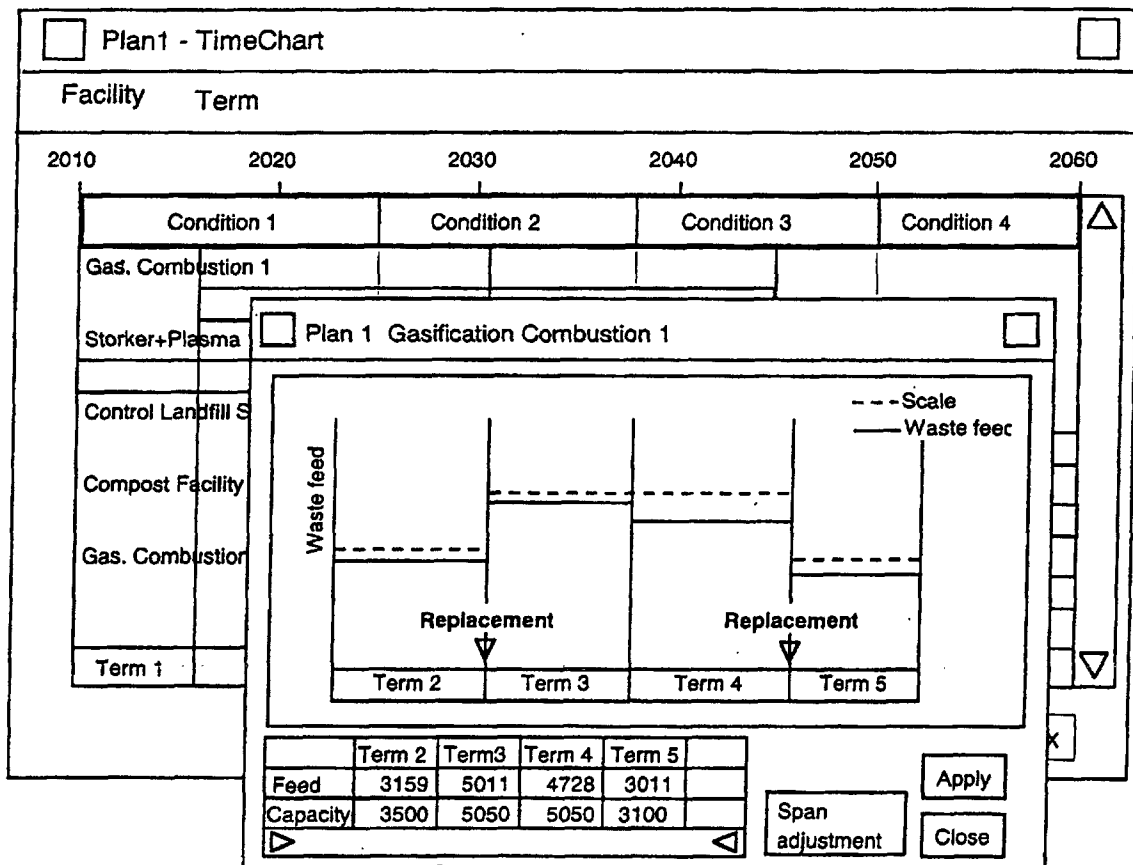 Plan1 - TimeChart
Facility Term
2010 2020 2030 2040 2050 2060
Condition 1 Condition 2 Condition 3 Condition 4
Gas. Combustion 1
Storker+Plasma
Control Landfill S
Compost Facility
Gas. Combustion
Term 1
x
Plan 1 Gasification Combustion 1
Scale
Waste feed
Waste feed
Replacement Replacement
Term 2 Term 3 Term 4 Term 5
Term 2 Term3 Term 4 Term 5
Feed 3159 5011 4728 3011
Capacity 3500 5050 5050 3100
Span
adjustment
Apply
Close